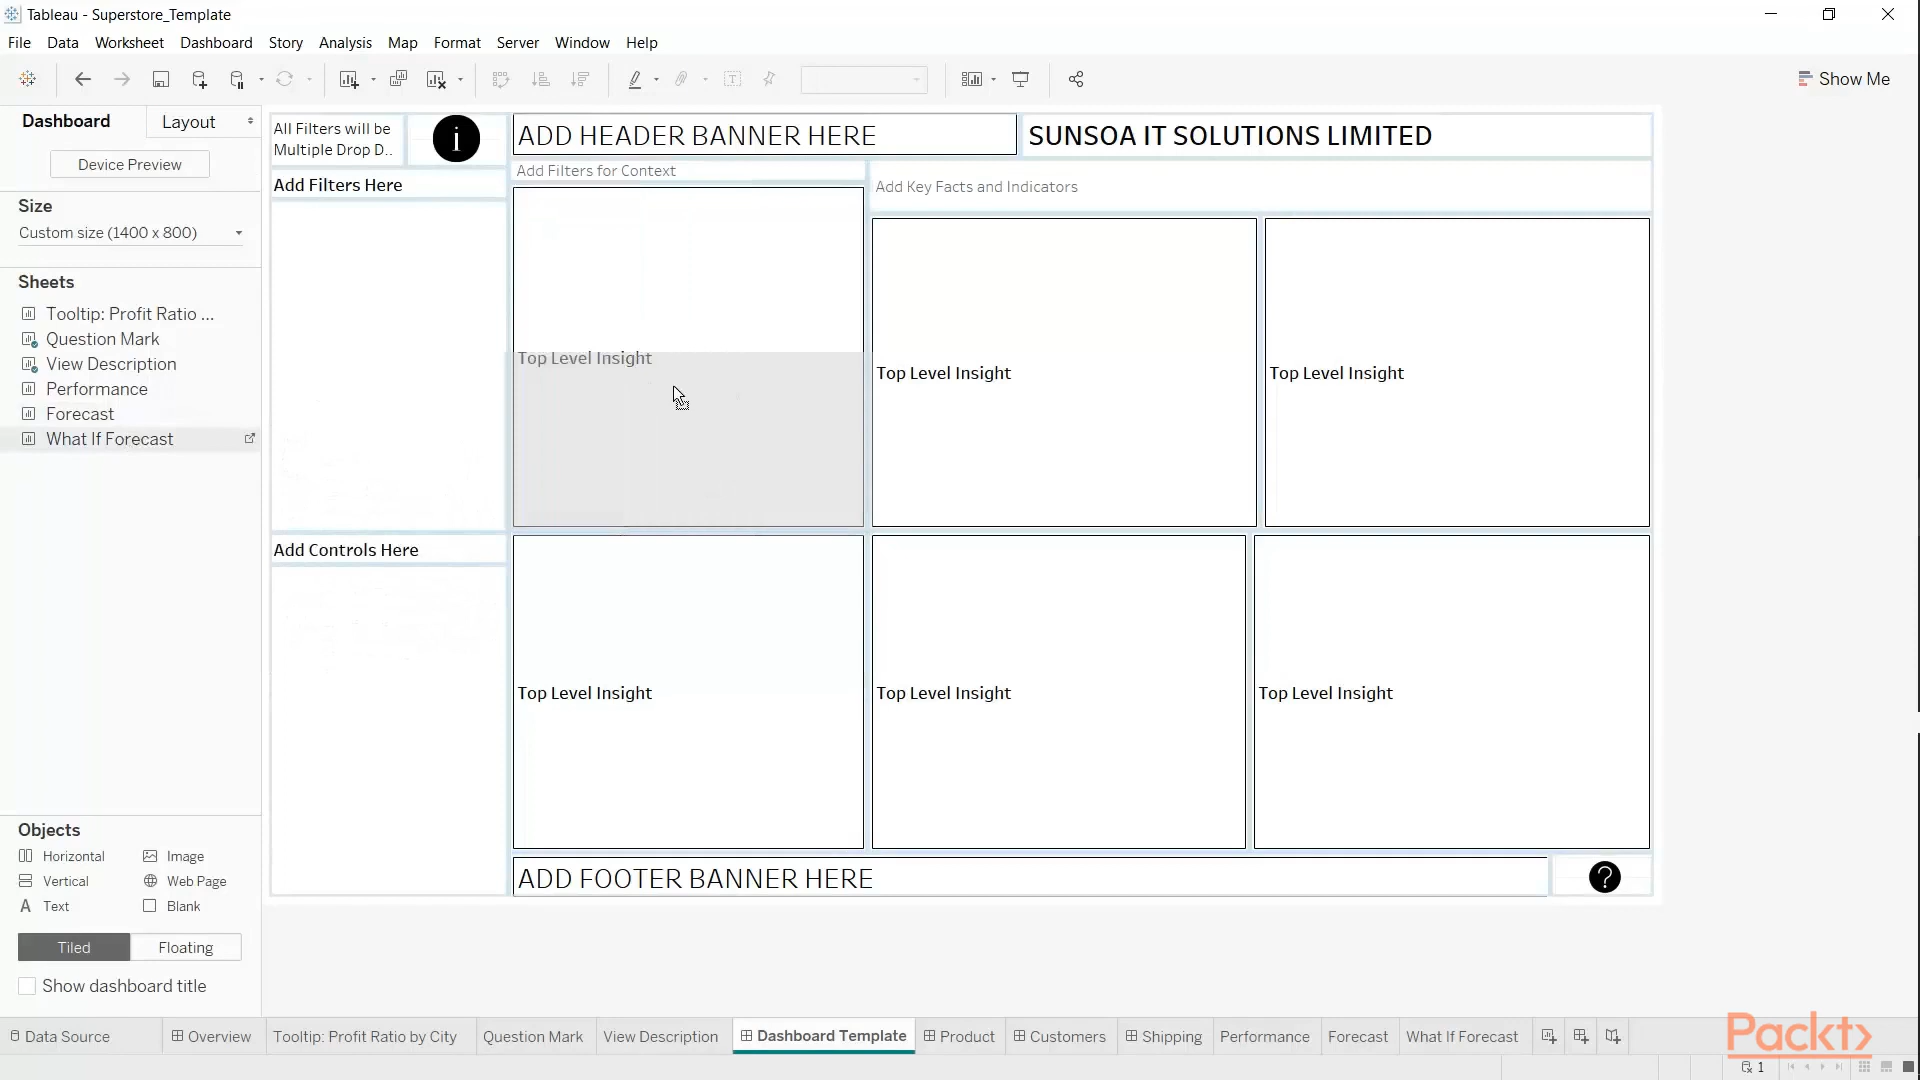 Tableau - Superstore_Template
File Data Worksheet Dashboard Story Analysis Map Format Server Window Help
Show Me
Dashboard
Layout
Device Preview
Size
Custom size (1400 x 800)
Sheets
Tooltip: Profit Ratio ...
Question Mark
View Description
Performance
Forecast
What If Forecast
Objects
Horizontal
Image
Vertical
Web Page
A Text
Blank
Tiled
Floating
Show dashboard title
All Filters will be
Multiple Drop D..
i
ADD HEADER BANNER HERE
SUNSOA IT SOLUTIONS LIMITED
Add Filters Here
Add Filters for Context
Add Key Facts and Indicators
Top Level Insight
Top Level Insight
Top Level Insight
Add Controls Here
Top Level Insight
Top Level Insight
Top Level Insight
ADD FOOTER BANNER HERE
?
Data Source
Overview
Tooltip: Profit Ratio by City
Question Mark
View Description
Dashboard Template
Product
Customers
Shipping
Performance
Forecast
What If Forecast
Packt>
1